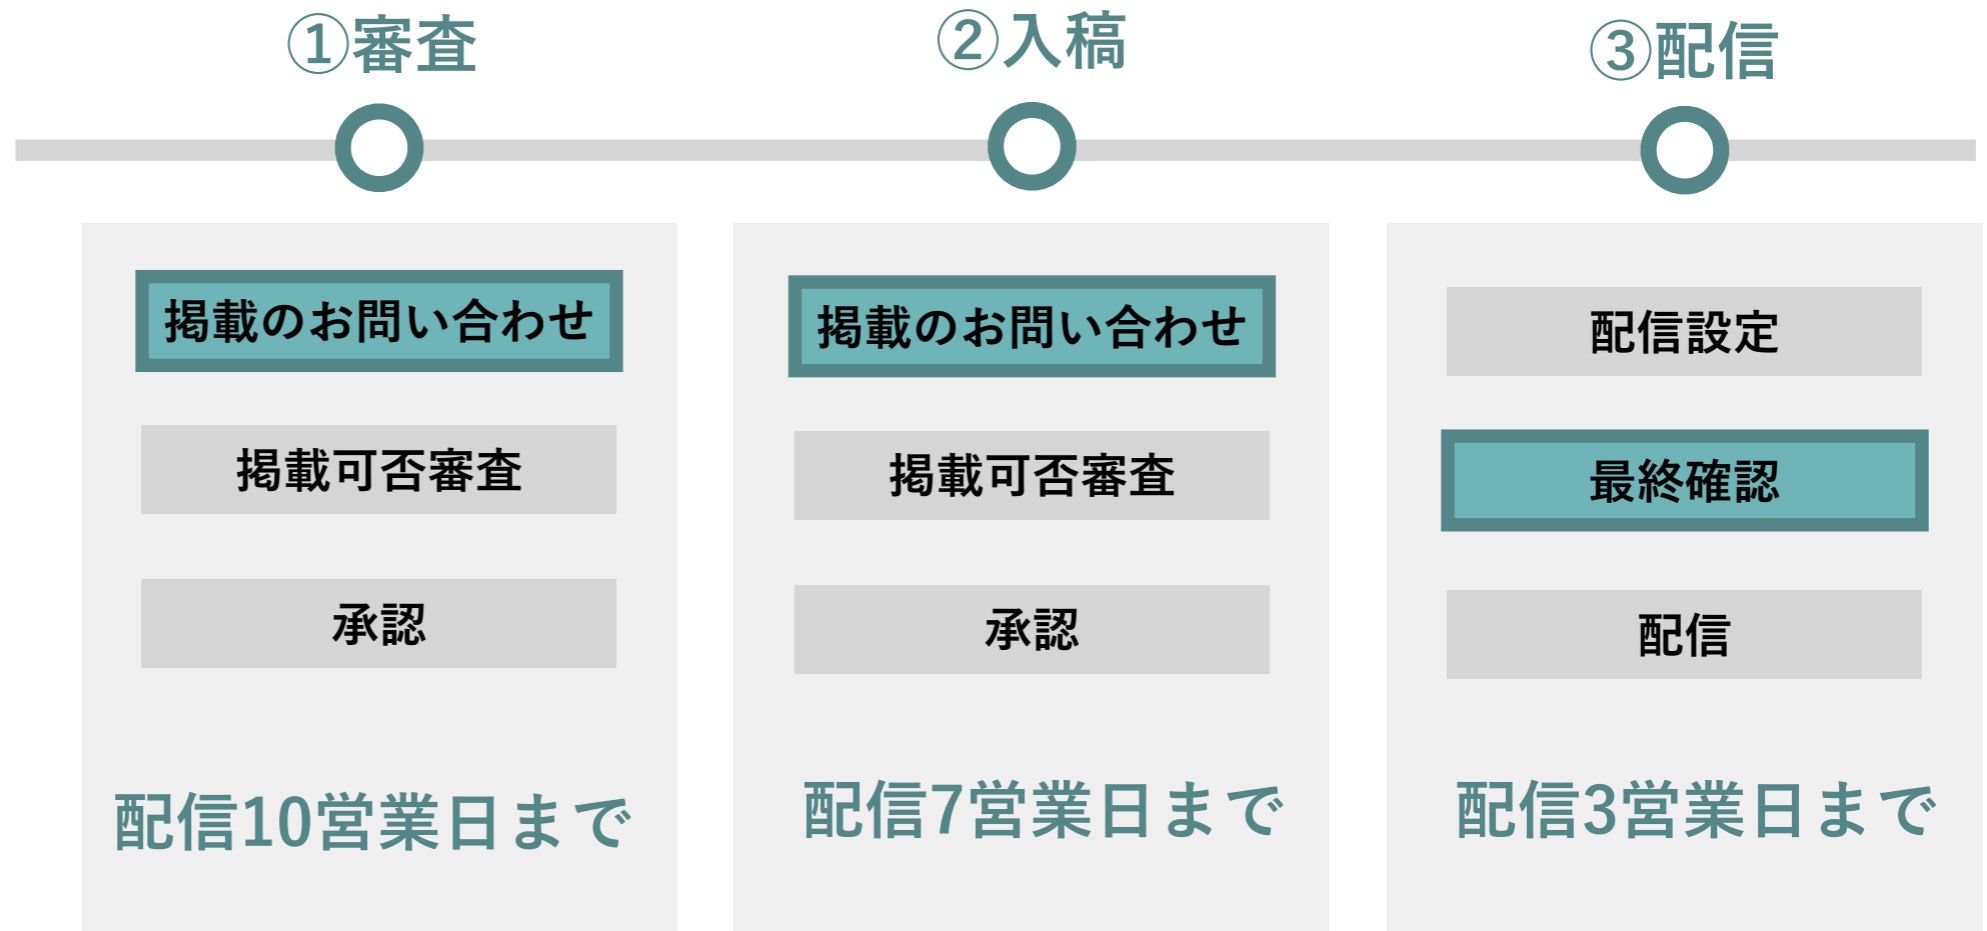 ①審査
②入稿
③配信
掲載のお問い合わせ
掲載可否審査
承認
配信10営業日まで
掲載のお問い合わせ
掲載可否審査
承認
配信7営業日まで
配信設定
最終確認
配信
配信3営業日まで